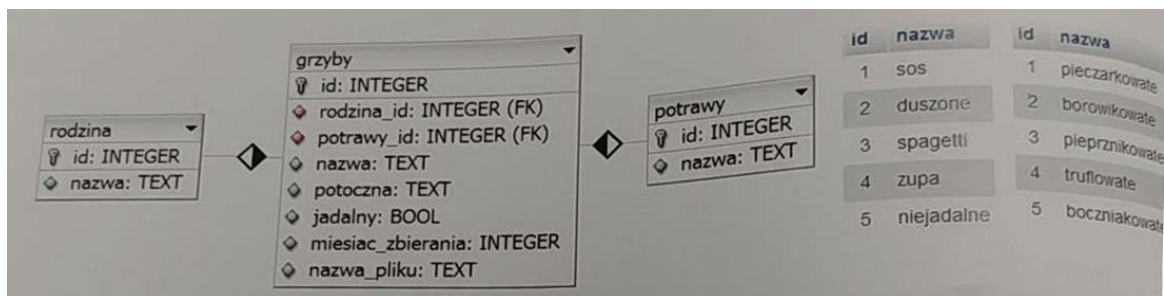 rodzina
id: INTEGER
nazwa: TEXT
grzyby
id: INTEGER
rodzina_id: INTEGER (FK)
potrawy_id: INTEGER (FK)
nazwa: TEXT
potoczna: TEXT
jadalny: BOOL
miesiac_zbierania: INTEGER
nazwa_pliku: TEXT
potrawy
id: INTEGER
nazwa: TEXT
id nazwa
1 sos
2 duszone
3 spagetti
4 zupa
5 niejadalne
id nazwa
1 pieczarkowate
2 borowikowate
3 pieprznikowate
4 truflowate
5 boczniakowate